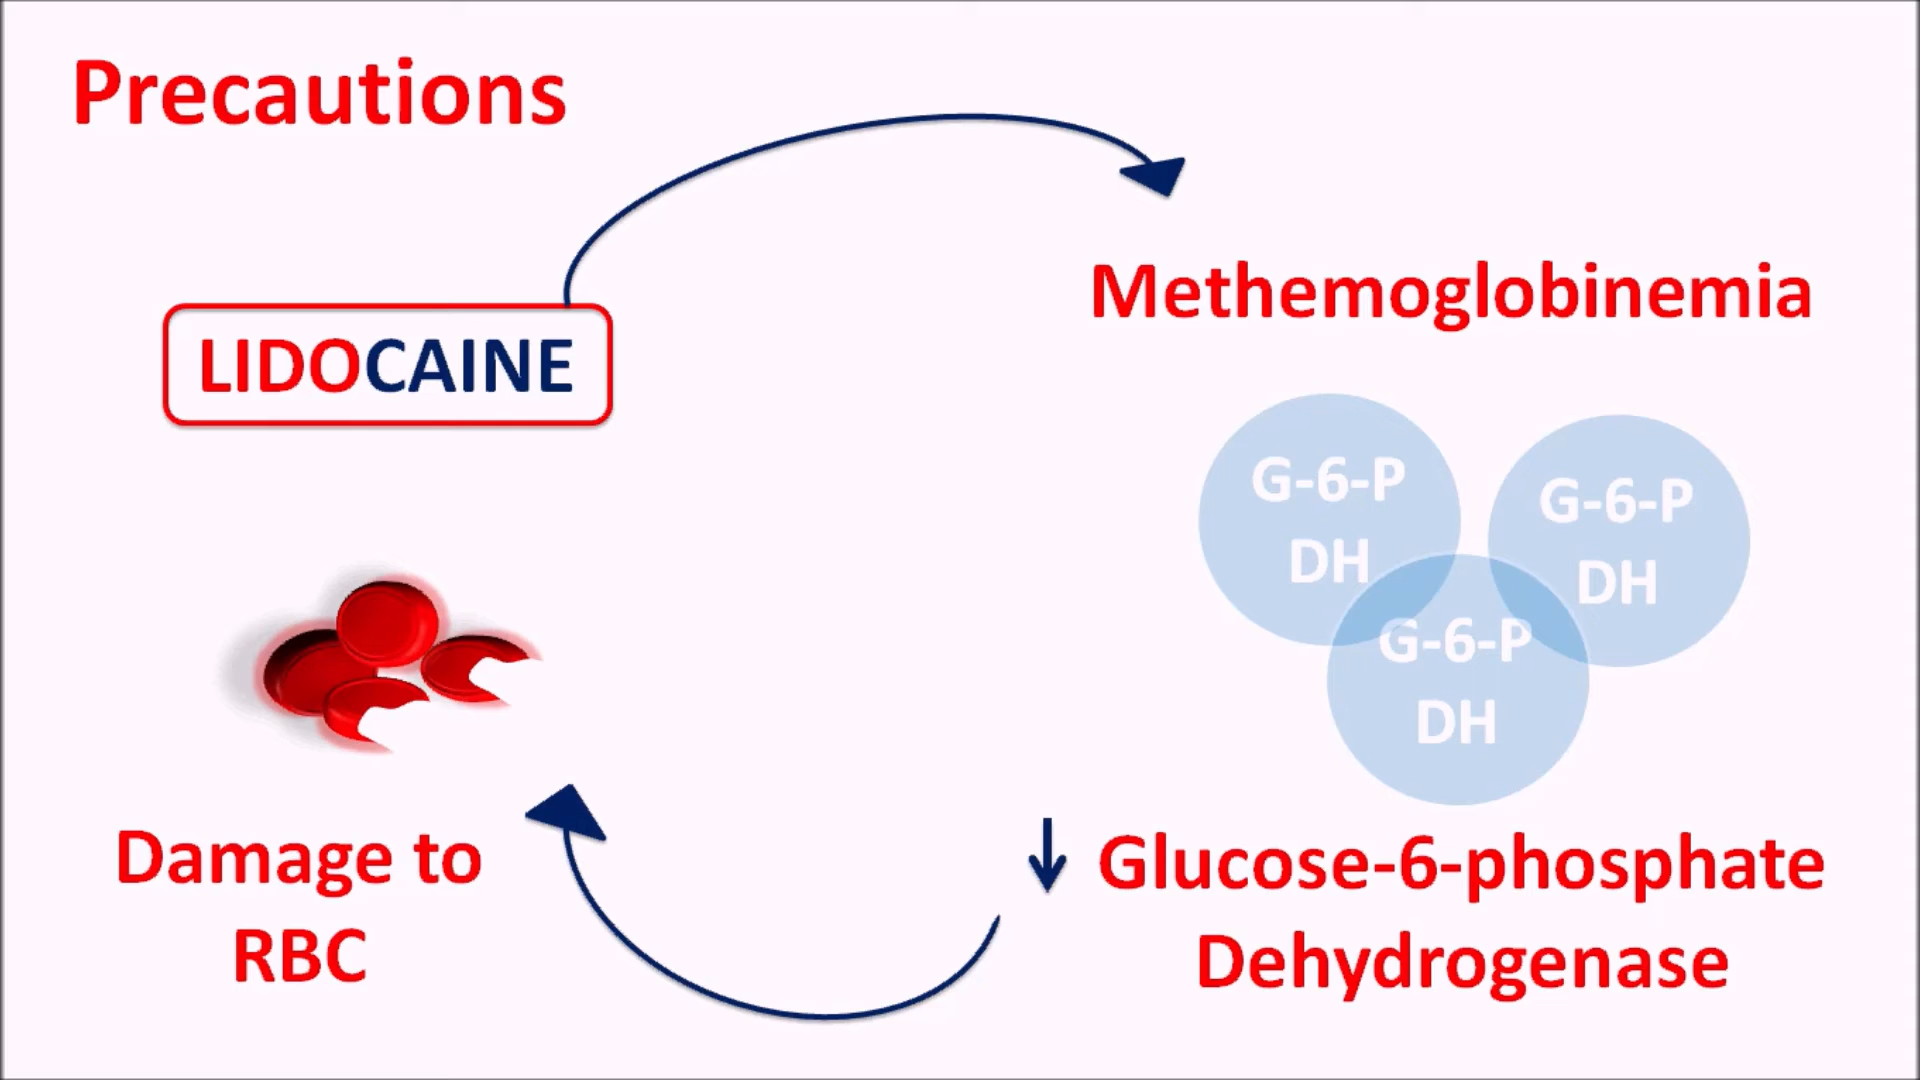 Precautions
LIDOCAINE
Methemoglobinemia
G-6-P
DH
G-6-P
DH
G-6-P
DH
Glucose-6-phosphate
Dehydrogenase
Damage to
RBC